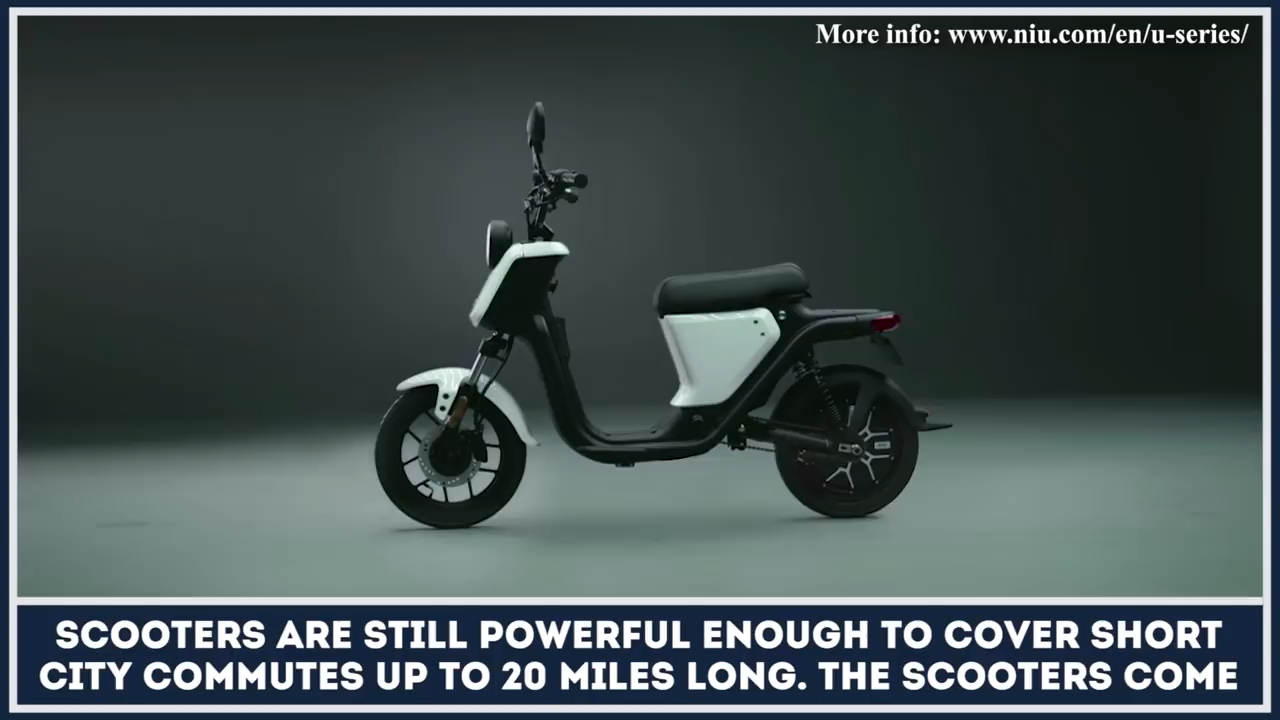 More info: www.niu.com/en/u-series/
SCOOTERS ARE STILL POWERFUL ENOUGH TO COVER SHORT
CITY COMMUTES UP TO 20 MILES LONG. THE SCOOTERS COME